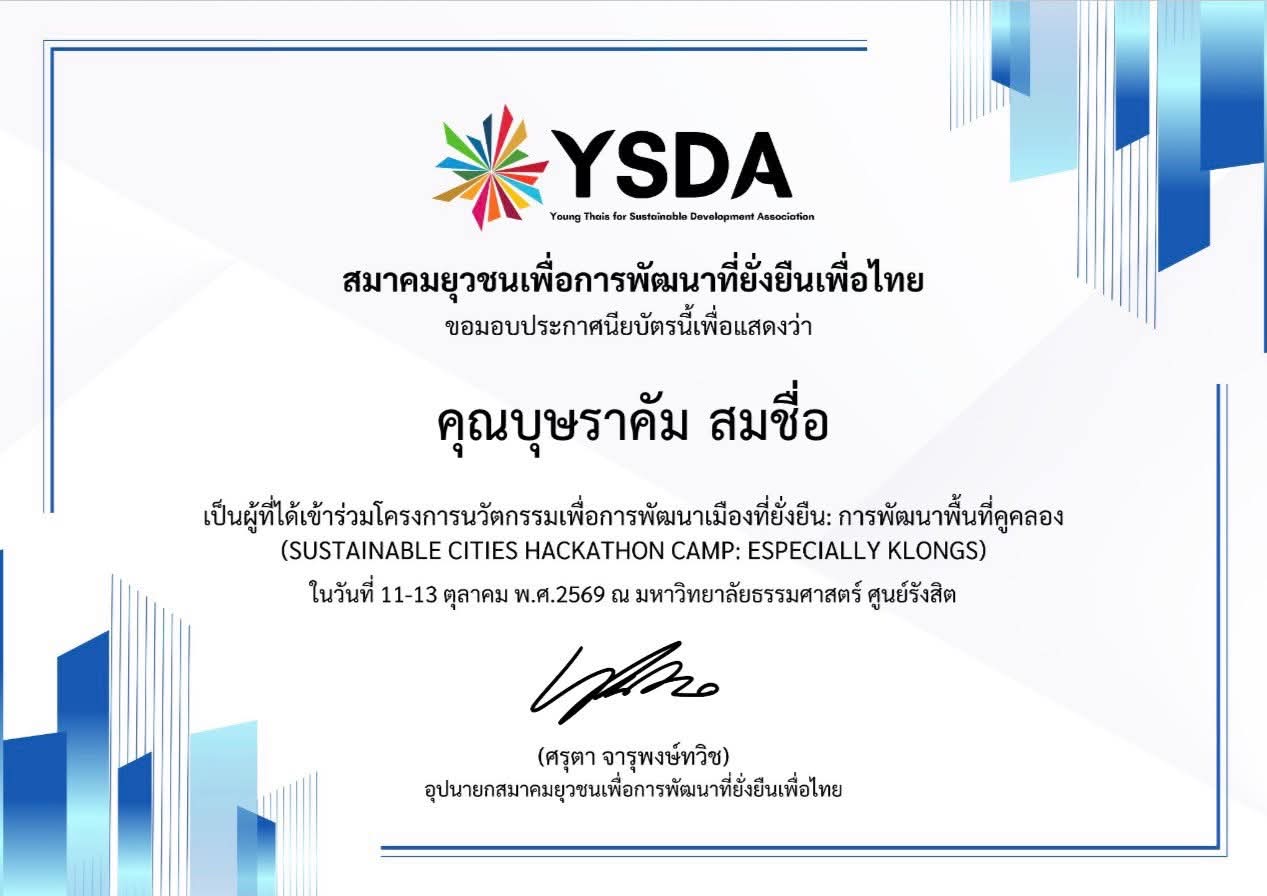 YSDA
Young Thais for Sustainable Development Association
สมาคมยุวชนเพื่อการพัฒนาที่ยั่งยืนเพื่อไทย
ขอมอบประกาศนียบัตรนี้เพื่อแสดงว่า
คุณบุษราคัม สมชื่อ
เป็นผู้ที่ได้เข้าร่วมโครงการนวัตกรรมเพื่อการพัฒนาเมืองที่ยั่งยืน: การพัฒนาพื้นที่คูคลอง
(SUSTAINABLE CITIES HACKATHON CAMP: ESPECIALLY KLONGS)
ในวันที่ 11-13 ตุลาคม พ.ศ.2569 ณ มหาวิทยาลัยธรรมศาสตร์ ศูนย์รังสิต
(ศรุตา จารุพงษ์ทวิช)
อุปนายกสมาคมยุวชนเพื่อการพัฒนาที่ยั่งยืนเพื่อไทย